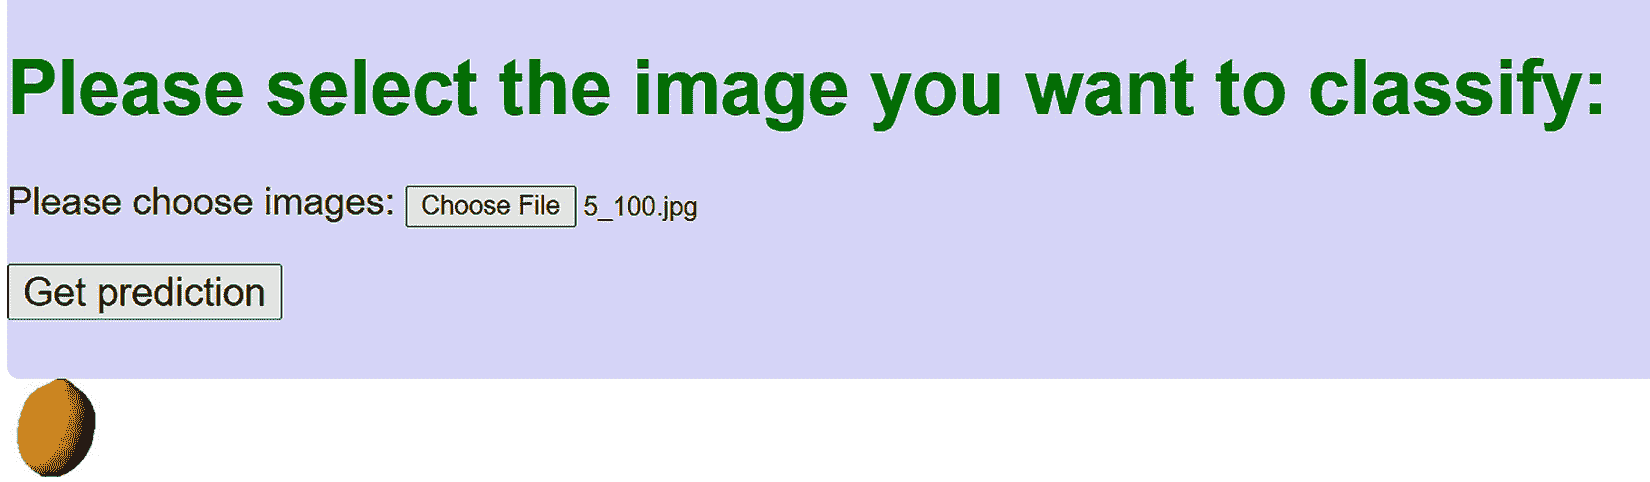 Please select the image you want to classify:
Please choose images: Choose File 5_100.jpg
Get prediction